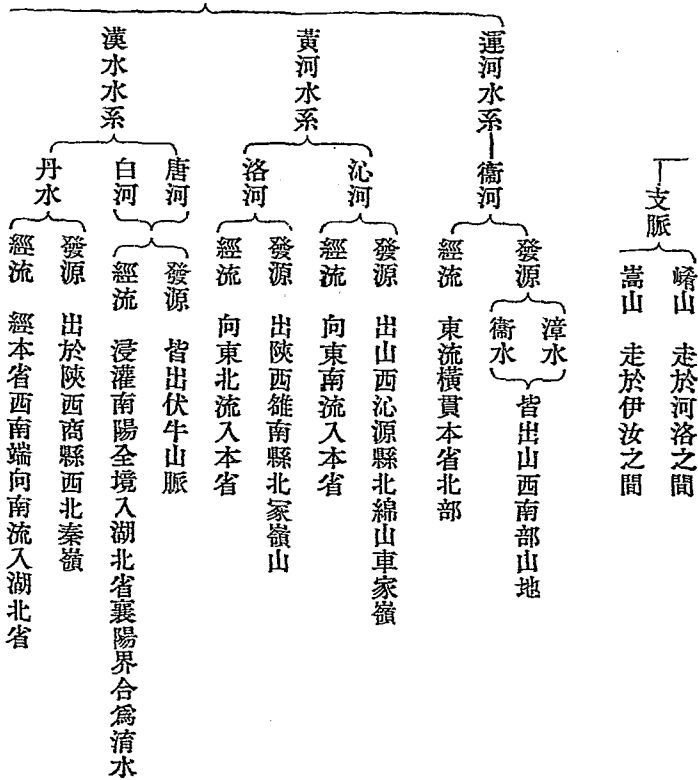 支脈
崤山 走於河洛之間
嵩山 走於伊汝之間
運河水系
衞河
發源
漳水
衞水
皆出山西南部山地
經流 東流橫貫本省北部
黃河水系
沁河
發源 出山西沁源縣北綿山車家嶺
經流 向東南流入本省
洛河
發源 出陝西雒南縣北冢嶺山
經流 向東北流入本省
漢水水系
唐河
白河
發源 皆出伏牛山脈
經流 浸灌南陽全境入湖北省襄陽界合爲淯水
丹水
發源 出於陝西商縣西北秦嶺
經流 經本省西南端向南流入湖北省